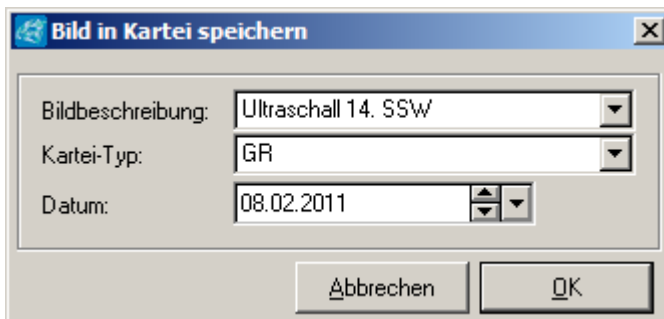 Bild in Kartei speichern
Bildbeschreibung: Ultraschall 14. SSW
Kartei-Typ: GR
Datum: 08.02.2011
Abbrechen OK